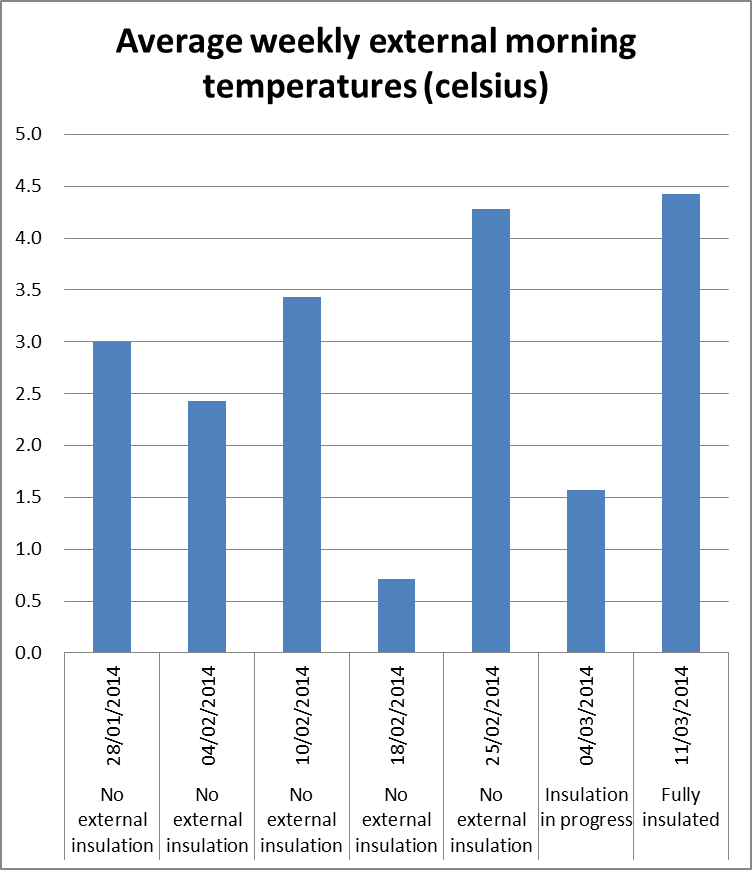 Average weekly external morning
temperatures (celsius)
5.0
4.5
4.0
3.5
3.0
2.5
2.0
1.5
1.0
0.5
0.0
28/01/2014
04/02/2014
10/02/2014
18/02/2014
25/02/2014
04/03/2014
11/03/2014
No
external
insulation
No
external
insulation
No
external
insulation
No
external
insulation
No
external
insulation
Insulation
in progress
Fully
insulated